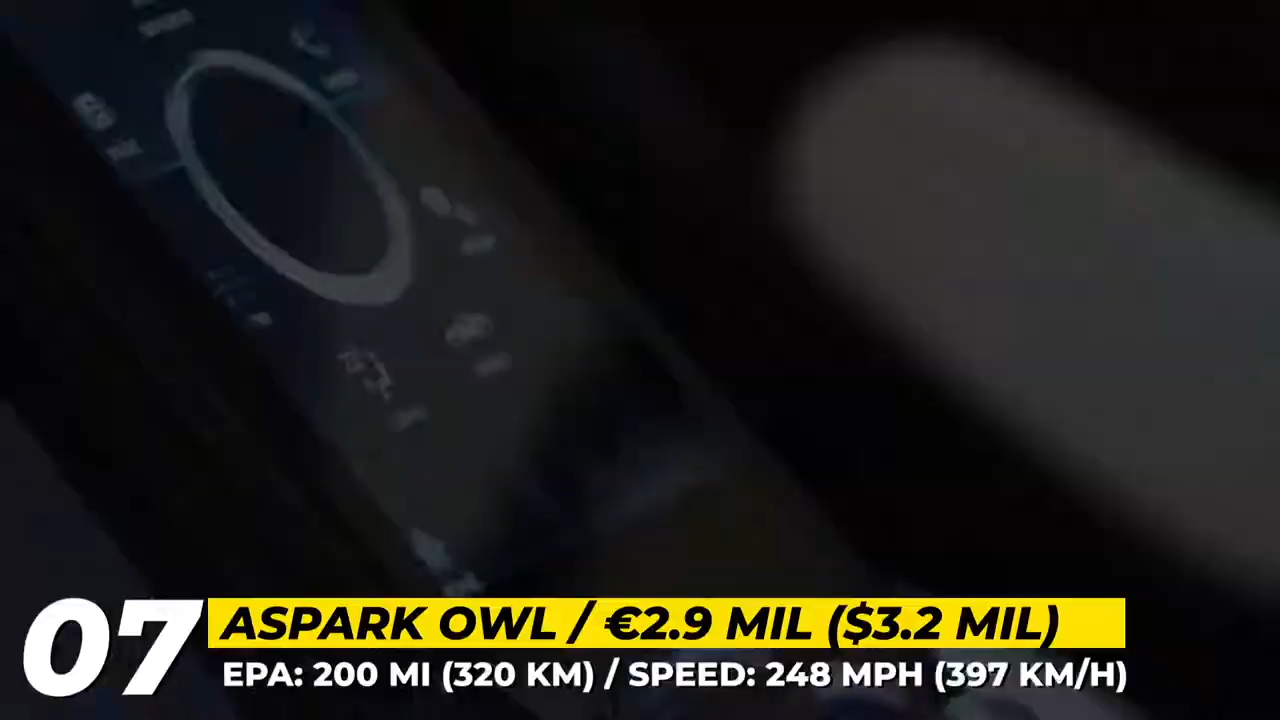 07
ASPARK OWL / €2.9 MIL ($3.2 MIL)
EPA: 200 MI (320 KM) / SPEED: 248 MPH (397 KM/H)